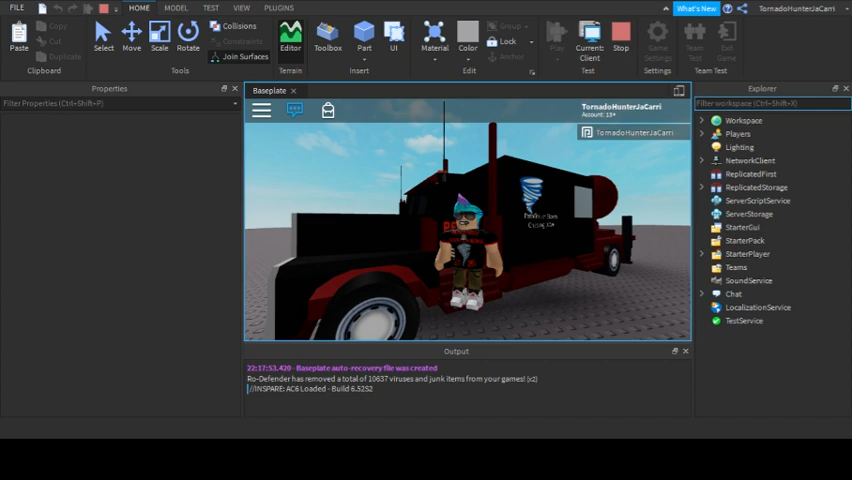 FILE HOME MODEL TEST VIEW PLUGINS What's New TornadoHunterJaCarri
Paste Copy Cut Duplicate Select Move Scale Rotate Collisions Constraints Join Surfaces Editor Toolbox Part UI Material Color Group Lock Anchor Play Current: Client Stop Game Settings Team Test Exit Game
Clipboard Tools Terrain Insert Edit Test Settings Team Test
Properties
Filter Properties (Ctrl+Shift+P)
Baseplate
TornadoHunterJaCarri
Account: 13+
TornadoHunterJaCarri
Explorer
Filter workspace (Ctrl+Shift+X)
Workspace
Players
Lighting
NetworkClient
ReplicatedFirst
ReplicatedStorage
ServerScriptService
ServerStorage
StarterGui
StarterPack
StarterPlayer
Teams
SoundService
Chat
LocalizationService
TestService
Output
22:17:53.420 - Baseplate auto-recovery file was created
Ro-Defender has removed a total of 10637 viruses and junk items from your games! (x2)
//INSPARE: AC6 Loaded - Build 6.52S2